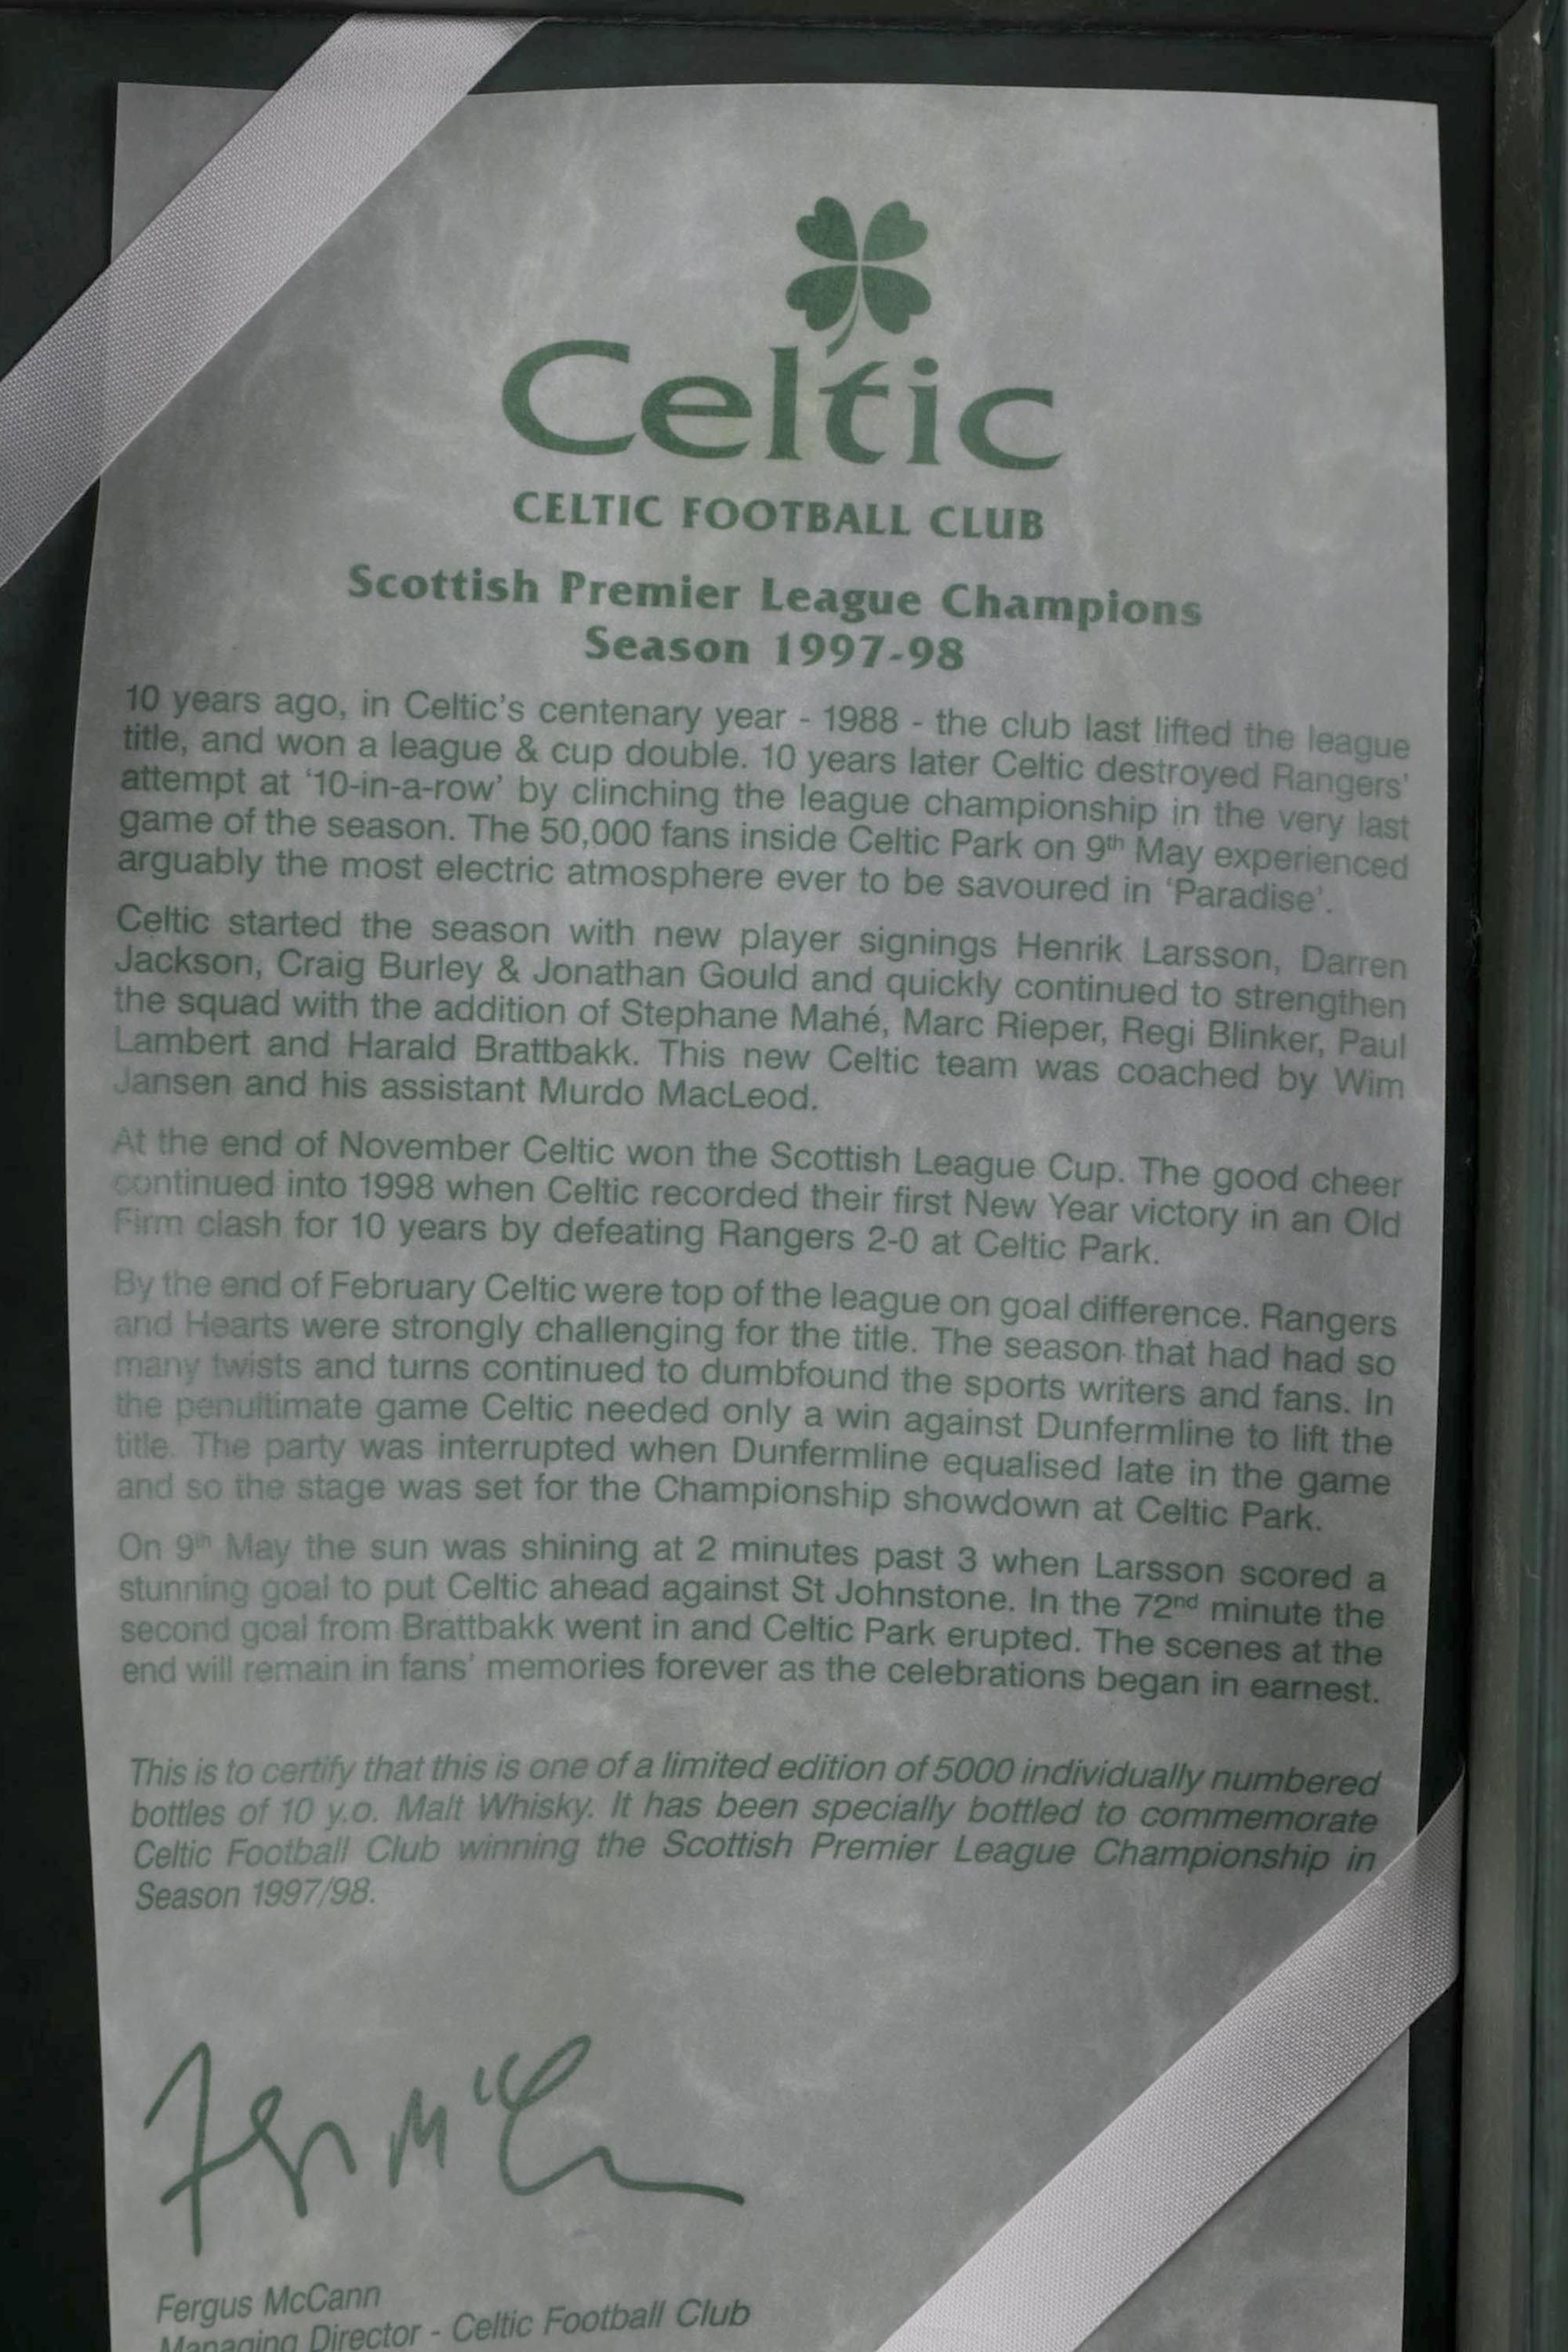 Celtic
CELTIC FOOTBALL CLUB
Scottish Premier League Champions
Season 1997-98
10 years ago, in Celtic's centenary year - 1988 - the club last lifted the league
title, and won a league & cup double. 10 years later Celtic destroyed Rangers'
attempt at '10-in-a-row' by clinching the league championship in the very last
game of the season. The 50,000 fans inside Celtic Park on 9th May experienced
arguably the most electric atmosphere ever to be savoured in 'Paradise'.
Celtic started the season with new player signings Henrik Larsson, Darren
Jackson, Craig Burley & Jonathan Gould and quickly continued to strengthen
the squad with the addition of Stephane Mahé, Marc Rieper, Regi Blinker, Paul
Lambert and Harald Brattbakk. This new Celtic team was coached by Wim
Jansen and his assistant Murdo MacLeod.
At the end of November Celtic won the Scottish League Cup. The good cheer
continued into 1998 when Celtic recorded their first New Year victory in an Old
Firm clash for 10 years by defeating Rangers 2-0 at Celtic Park.
By the end of February Celtic were top of the league on goal difference. Rangers
and Hearts were strongly challenging for the title. The season that had had so
many twists and turns continued to dumbfound the sports writers and fans. In
the penultimate game Celtic needed only a win against Dunfermline to lift the
title. The party was interrupted when Dunfermline equalised late in the game
and so the stage was set for the Championship showdown at Celtic Park.
On 9th May the sun was shining at 2 minutes past 3 when Larsson scored a
stunning goal to put Celtic ahead against St Johnstone. In the 72nd minute the
second goal from Brattbakk went in and Celtic Park erupted. The scenes at the
end will remain in fans' memories forever as the celebrations began in earnest.
This is to certify that this is one of a limited edition of 5000 individually numbered
bottles of 10 y.o. Malt Whisky. It has been specially bottled to commemorate
Celtic Football Club winning the Scottish Premier League Championship in
Season 1997/98.
Fergus McCann
Managing Director - Celtic Football Club